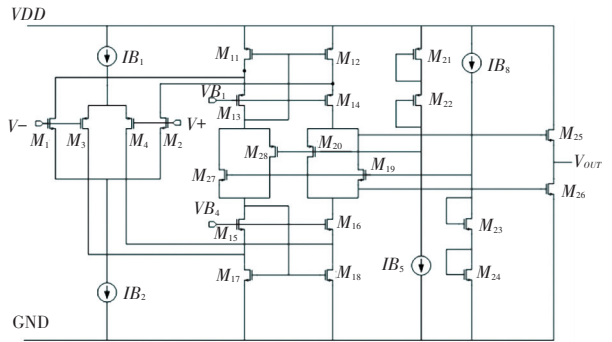 VDD
IB₁
M₁₁
M₁₂
M₂₁
IB₈
VB₁
M₁₃
M₁₄
M₂₂
V−
M₁
M₃
M₄
M₂
V+
M₂₈
M₂₀
M₂₅
V_OUT
M₂₇
M₁₉
M₂₆
VB₄
M₁₅
M₁₆
M₂₃
IB₂
M₁₇
M₁₈
IB₅
M₂₄
GND